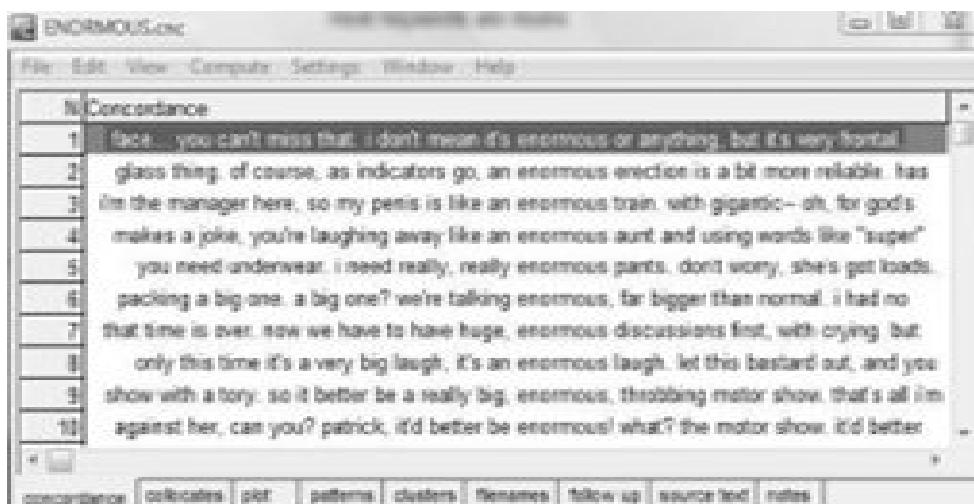 ENORMOUS.cnc
File Edit View Compute Settings Window Help
N Concordance
1 face. you can't miss that. i don't mean it's enormous or anything, but it's very frontal.
2 glass thing. of course, as indicators go, an enormous erection is a bit more reliable. has
3 i'm the manager here, so my penis is like an enormous train. with gigantic-- oh, for god's
4 makes a joke, you're laughing away like an enormous aunt and using words like "super"
5 you need underwear. i need really, really enormous pants. don't worry, she's got loads.
6 packing a big one. a big one? we're talking enormous, far bigger than normal. i had no
7 that time is over. now we have to have huge, enormous discussions first, with crying. but
8 only this time it's a very big laugh, it's an enormous laugh. let this bastard out, and you
9 show with a tory. so it better be a really big, enormous, throbbing motor show. that's all i'm
10 against her, can you? patrick, it'd better be enormous! what? the motor show. it'd better
concordance collocates plot patterns clusters filenames follow up source text notes